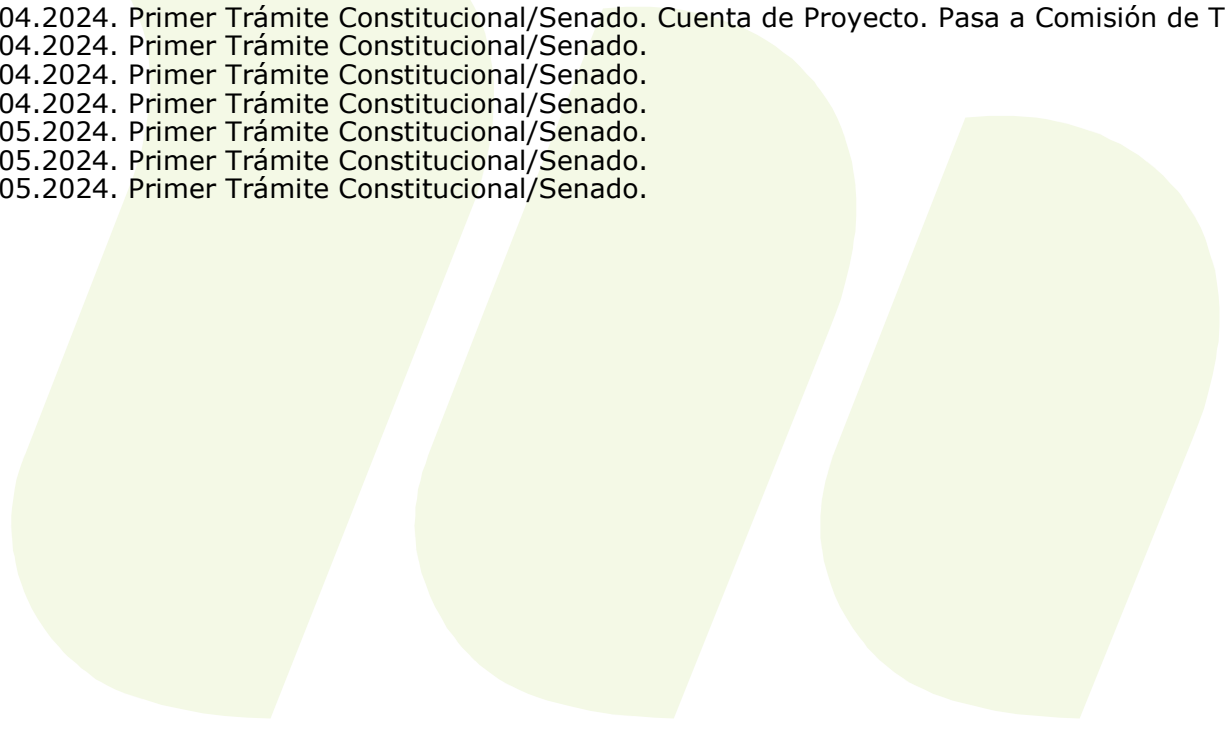 04.2024. Primer Trámite Constitucional/Senado. Cuenta de Proyecto. Pasa a Comisión de T
04.2024. Primer Trámite Constitucional/Senado.
04.2024. Primer Trámite Constitucional/Senado.
04.2024. Primer Trámite Constitucional/Senado.
05.2024. Primer Trámite Constitucional/Senado.
05.2024. Primer Trámite Constitucional/Senado.
05.2024. Primer Trámite Constitucional/Senado.